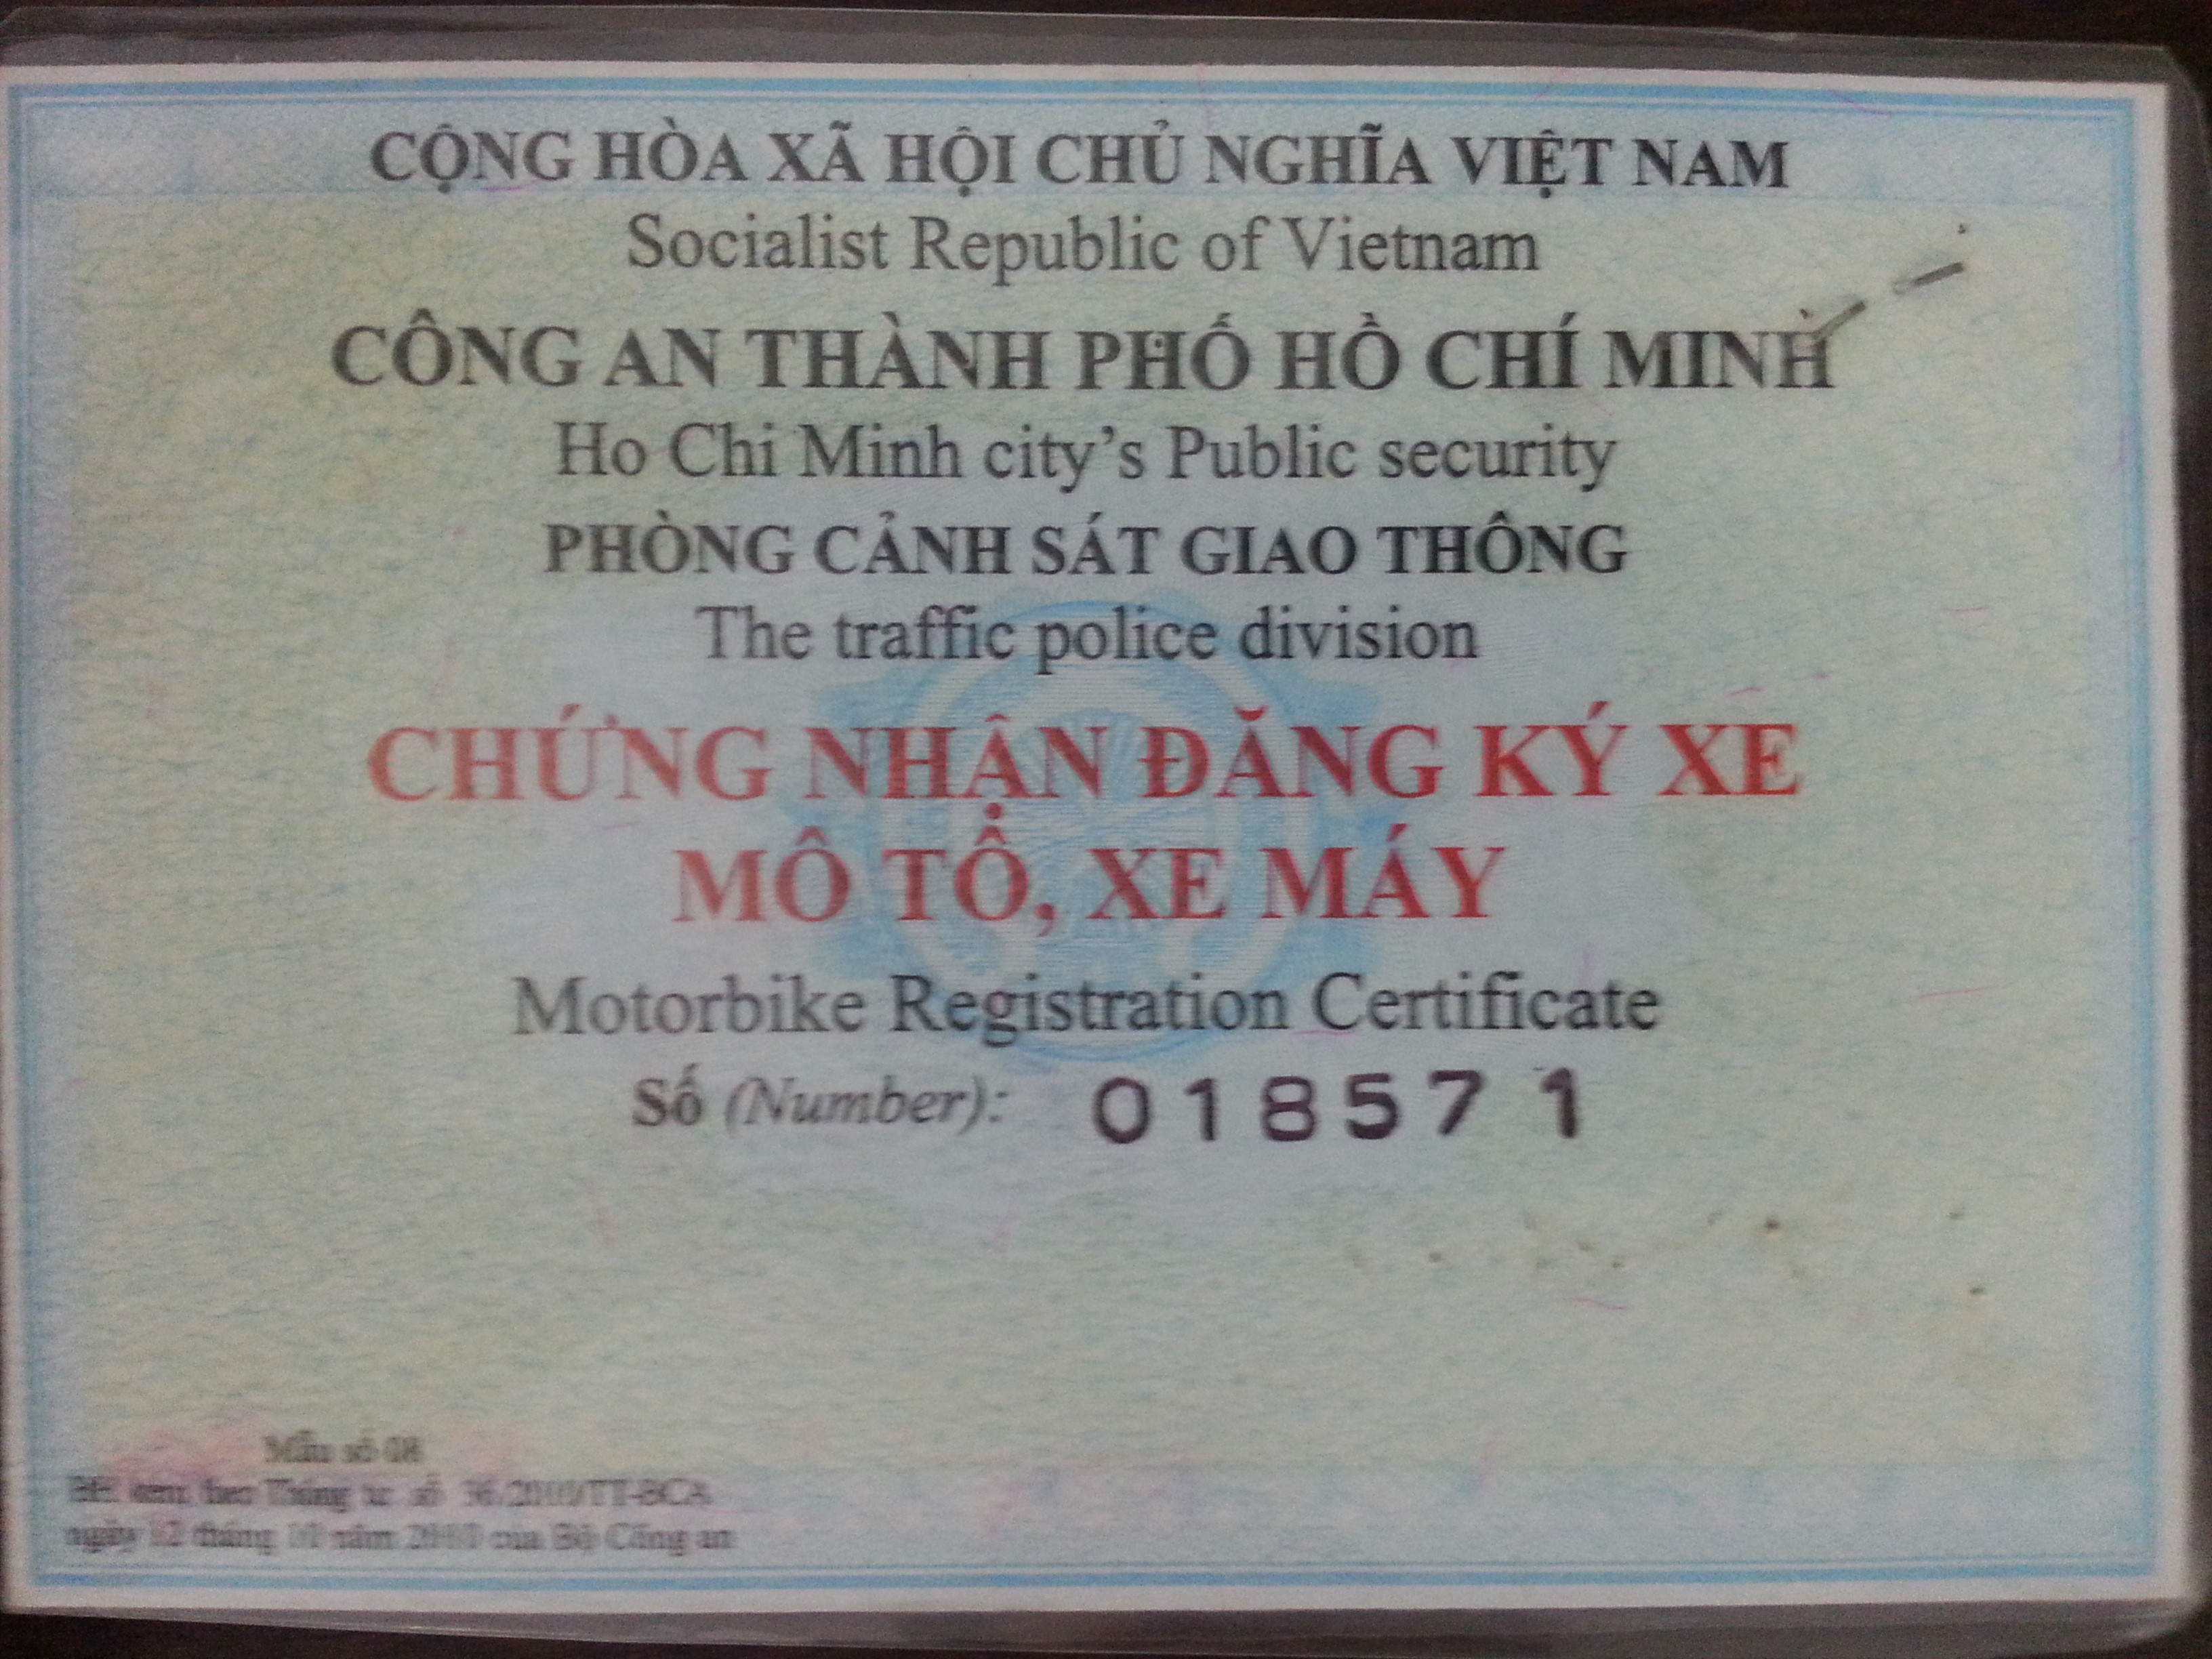 CỘNG HÒA XÃ HỘI CHỦ NGHĨA VIỆT NAM
Socialist Republic of Vietnam
CÔNG AN THÀNH PHỐ HỒ CHÍ MINH
Ho Chi Minh city's Public security
PHÒNG CẢNH SÁT GIAO THÔNG
The traffic police division
CHỨNG NHẬN ĐĂNG KÝ XE
MÔ TÔ, XE MÁY
Motorbike Registration Certificate
Số (Number): 018571
Mẫu số 08
theo Thông tư số 36/2010/TT-BCA
ngày 12 tháng 10 năm 2010 của Bộ Công an